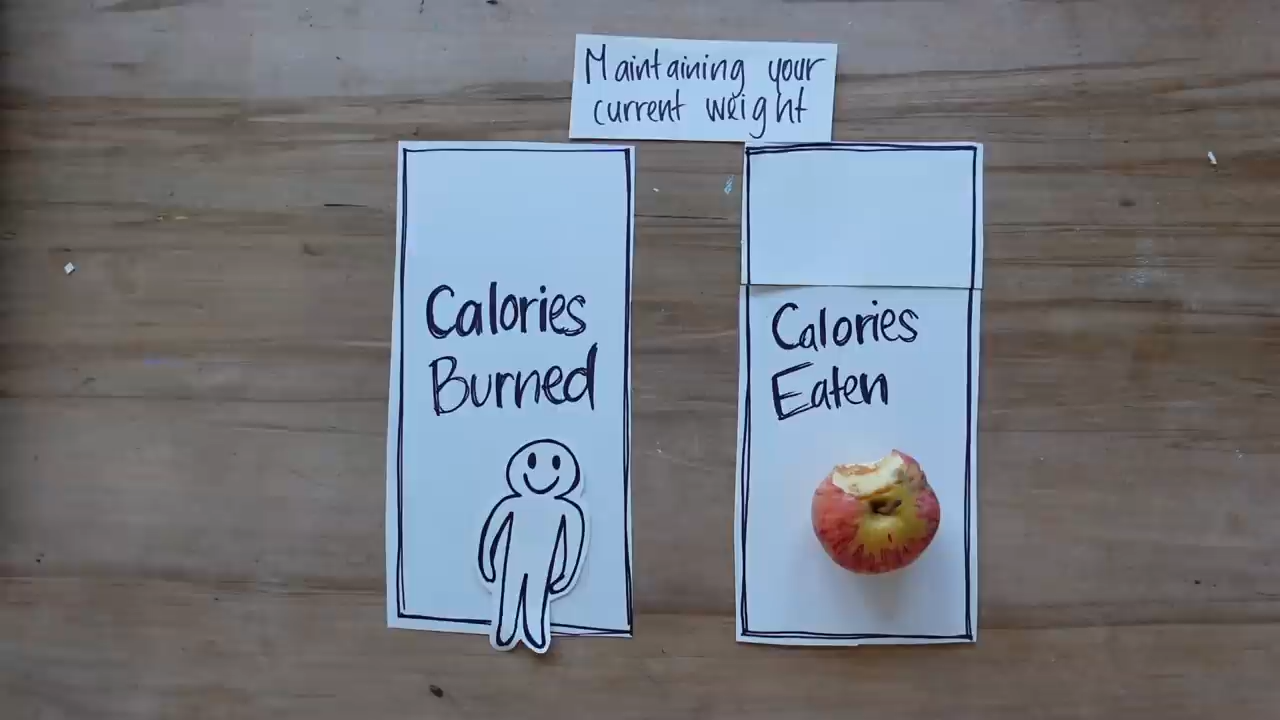 Maintaining your
current weight
Calories
Burned
Calories
Eaten